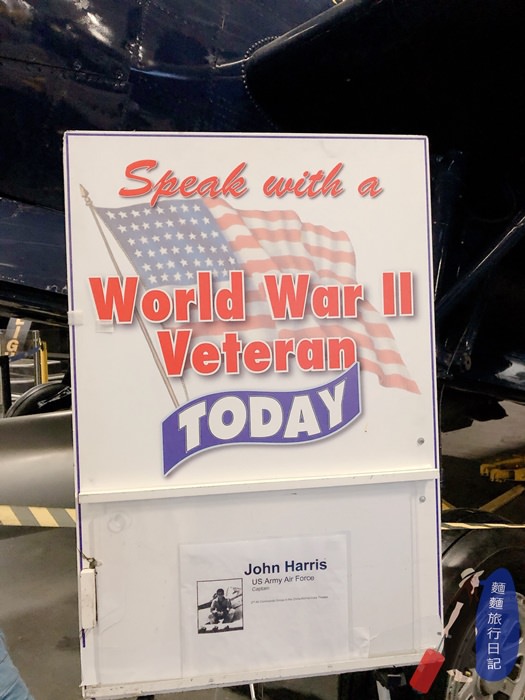 Speak with a
World War II
Veteran
TODAY
John Harris
US Army Air Force
Captain
麵麵旅行日記